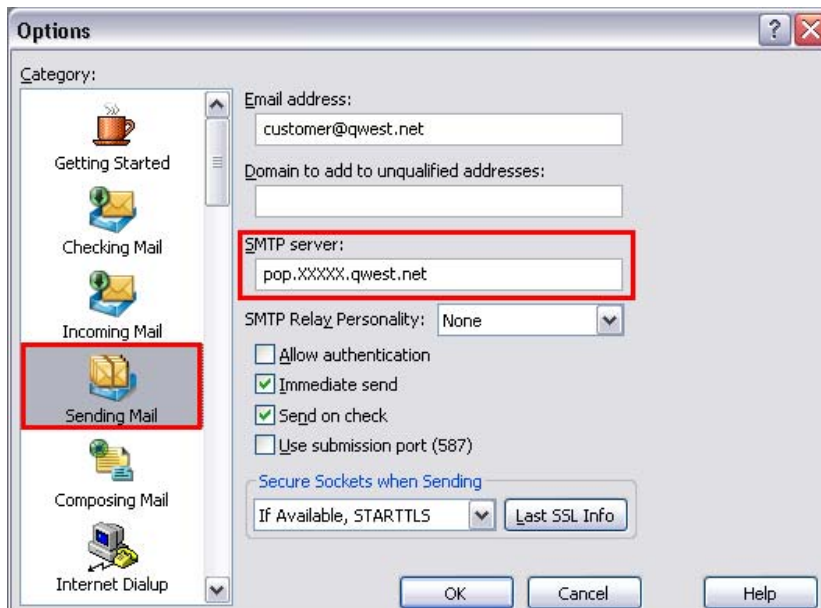 Options
Category:
Getting Started
Checking Mail
Incoming Mail
Sending Mail
Composing Mail
Internet Dialup
Email address:
customer@qwest.net
Domain to add to unqualified addresses:
SMTP server:
pop.XXXXX.qwest.net
SMTP Relay Personality: None
Allow authentication
Immediate send
Send on check
Use submission port (587)
Secure Sockets when Sending
If Available, STARTTLS Last SSL Info
OK Cancel Help